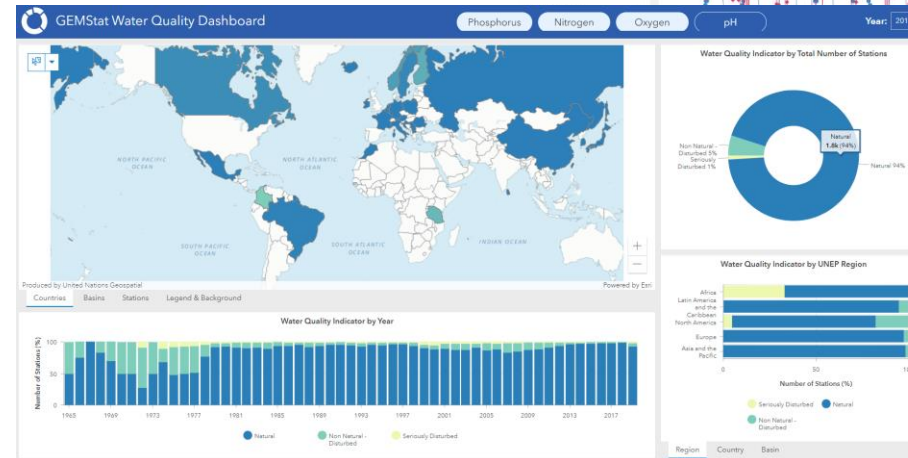 GEMStat Water Quality Dashboard
Phosphorus Nitrogen Oxygen pH
Year: 201
NORTH PACIFIC
OCEAN
NORTH ATLANTIC
OCEAN
SOUTH PACIFIC
OCEAN
SOUTH ATLANTIC
OCEAN
INDIAN OCEAN
+
−
Produced by United Nations Geospatial
Powered by Esri
Countries Basins Stations Legend & Background
Water Quality Indicator by Year
Number of Stations (%)
100
50
0
1965 1969 1973 1977 1981 1985 1989 1993 1997 2001 2005 2009 2013 2017
Natural
Non Natural -
Disturbed
Seriously Disturbed
Water Quality Indicator by Total Number of Stations
Non Natural -
Disturbed 5%
Seriously
Disturbed 1%
Natural
1.8k (94%)
Natural 94%
Water Quality Indicator by UNEP Region
Africa
Latin America
and the
Caribbean
North America
Europe
Asia and the
Pacific
0 50 10
Number of Stations (%)
Seriously Disturbed
Natural
Non Natural -
Disturbed
Region Country Basin